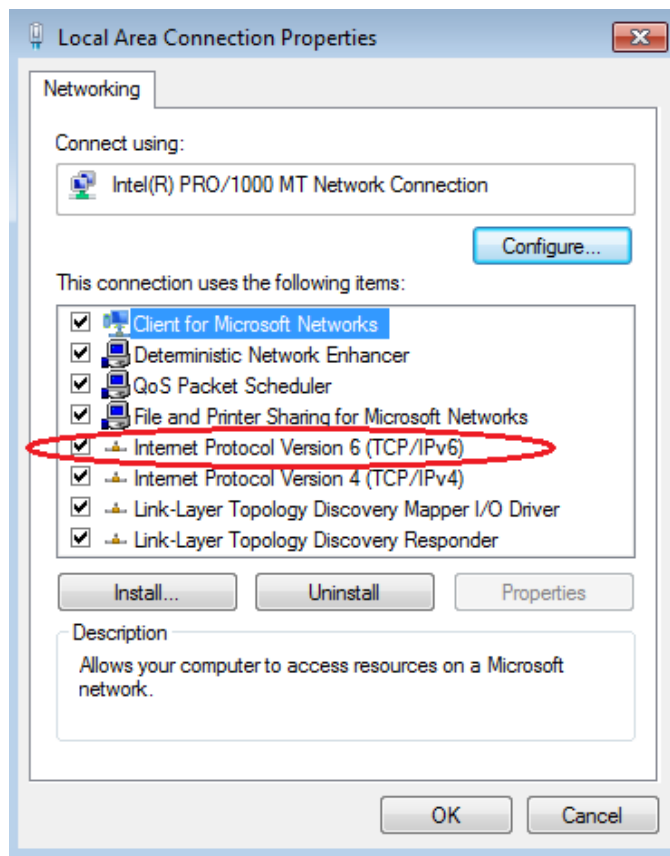 Local Area Connection Properties
Networking
Connect using:
Intel(R) PRO/1000 MT Network Connection
Configure...
This connection uses the following items:
Client for Microsoft Networks
Deterministic Network Enhancer
QoS Packet Scheduler
File and Printer Sharing for Microsoft Networks
Internet Protocol Version 6 (TCP/IPv6)
Internet Protocol Version 4 (TCP/IPv4)
Link-Layer Topology Discovery Mapper I/O Driver
Link-Layer Topology Discovery Responder
Install... Uninstall Properties
Description
Allows your computer to access resources on a Microsoft
network.
OK Cancel